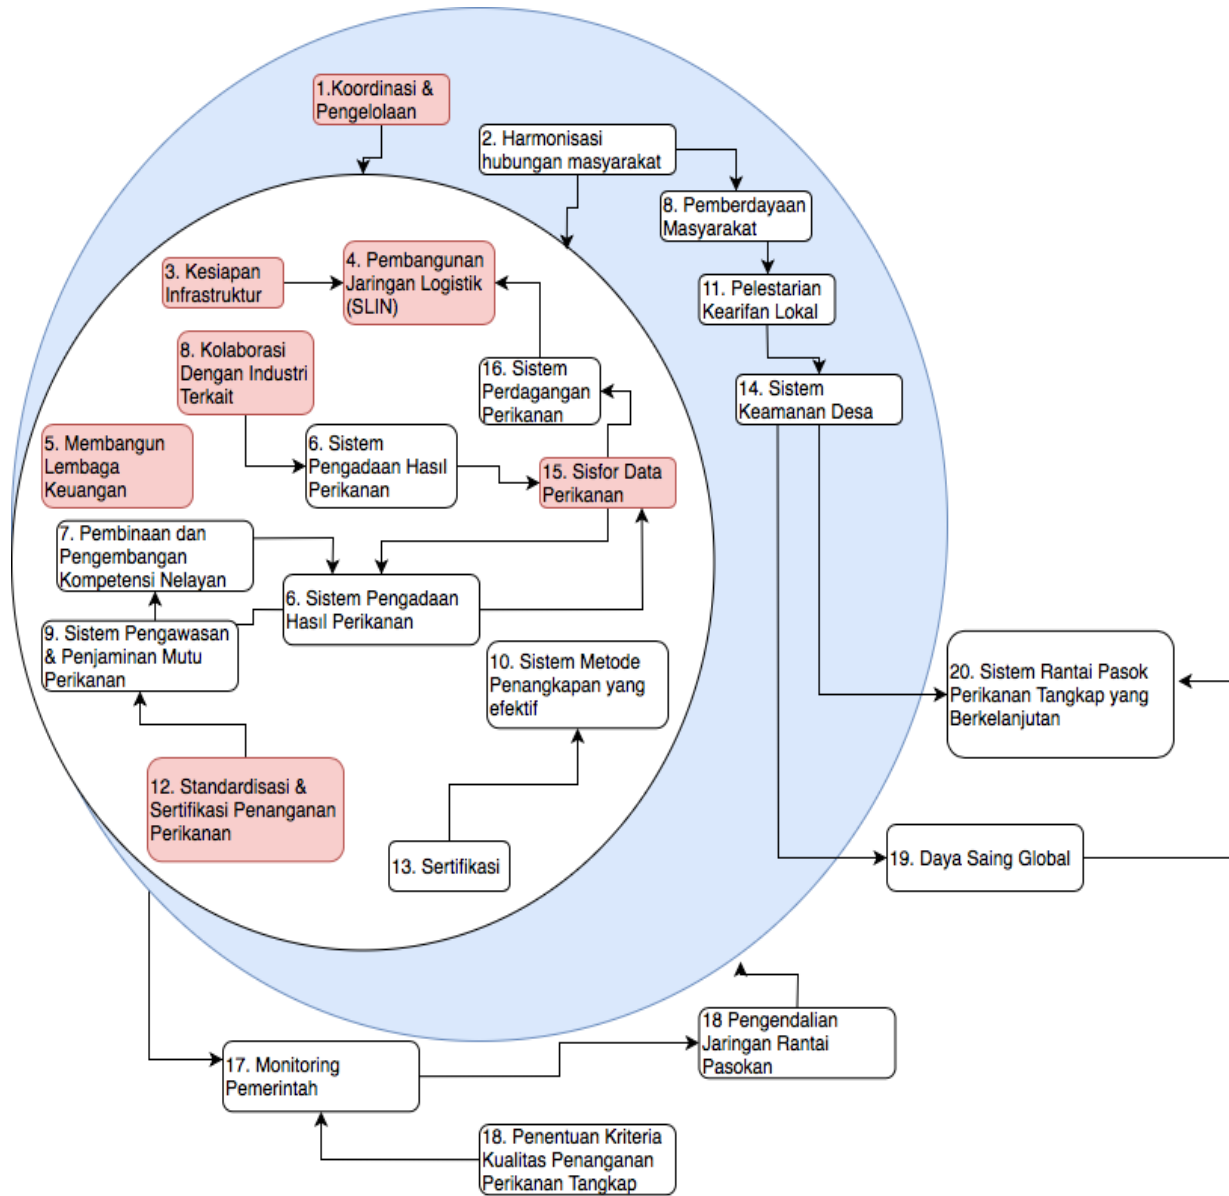 1.Koordinasi &
Pengelolaan
2. Harmonisasi
hubungan masyarakat
8. Pemberdayaan
Masyarakat
3. Kesiapan
Infrastruktur
4. Pembangunan
Jaringan Logistik
(SLIN)
11. Pelestarian
Kearifan Lokal
8. Kolaborasi
Dengan Industri
Terkait
16. Sistem
Perdagangan
Perikanan
14. Sistem
Keamanan Desa
5. Membangun
Lembaga
Keuangan
6. Sistem
Pengadaan Hasıl
Perikanan
15. Sisfor Data
Perikanan
7. Pembinaan dan
Pengembangan
Kompetensi Nelayan
6. Sistem Pengadaan
Hasıl Perikanan
9. Sistem Pengawasan
& Penjaminan Mutu
Perikanan
10. Sistem Metode
Penangkapan yang
efektif
20. Sistem Rantai Pasok
Perikanan Tangkap yang
Berkelanjutan
12. Standardisasi &
Sertifikasi Penanganan
Perikanan
13. Sertifikasi
19. Daya Saing Global
18 Pengendalian
Jaringan Rantai
Pasokan
17. Monitoring
Pemerintah
18. Penentuan Kriteria
Kualitas Penanganan
Perikanan Tangkap